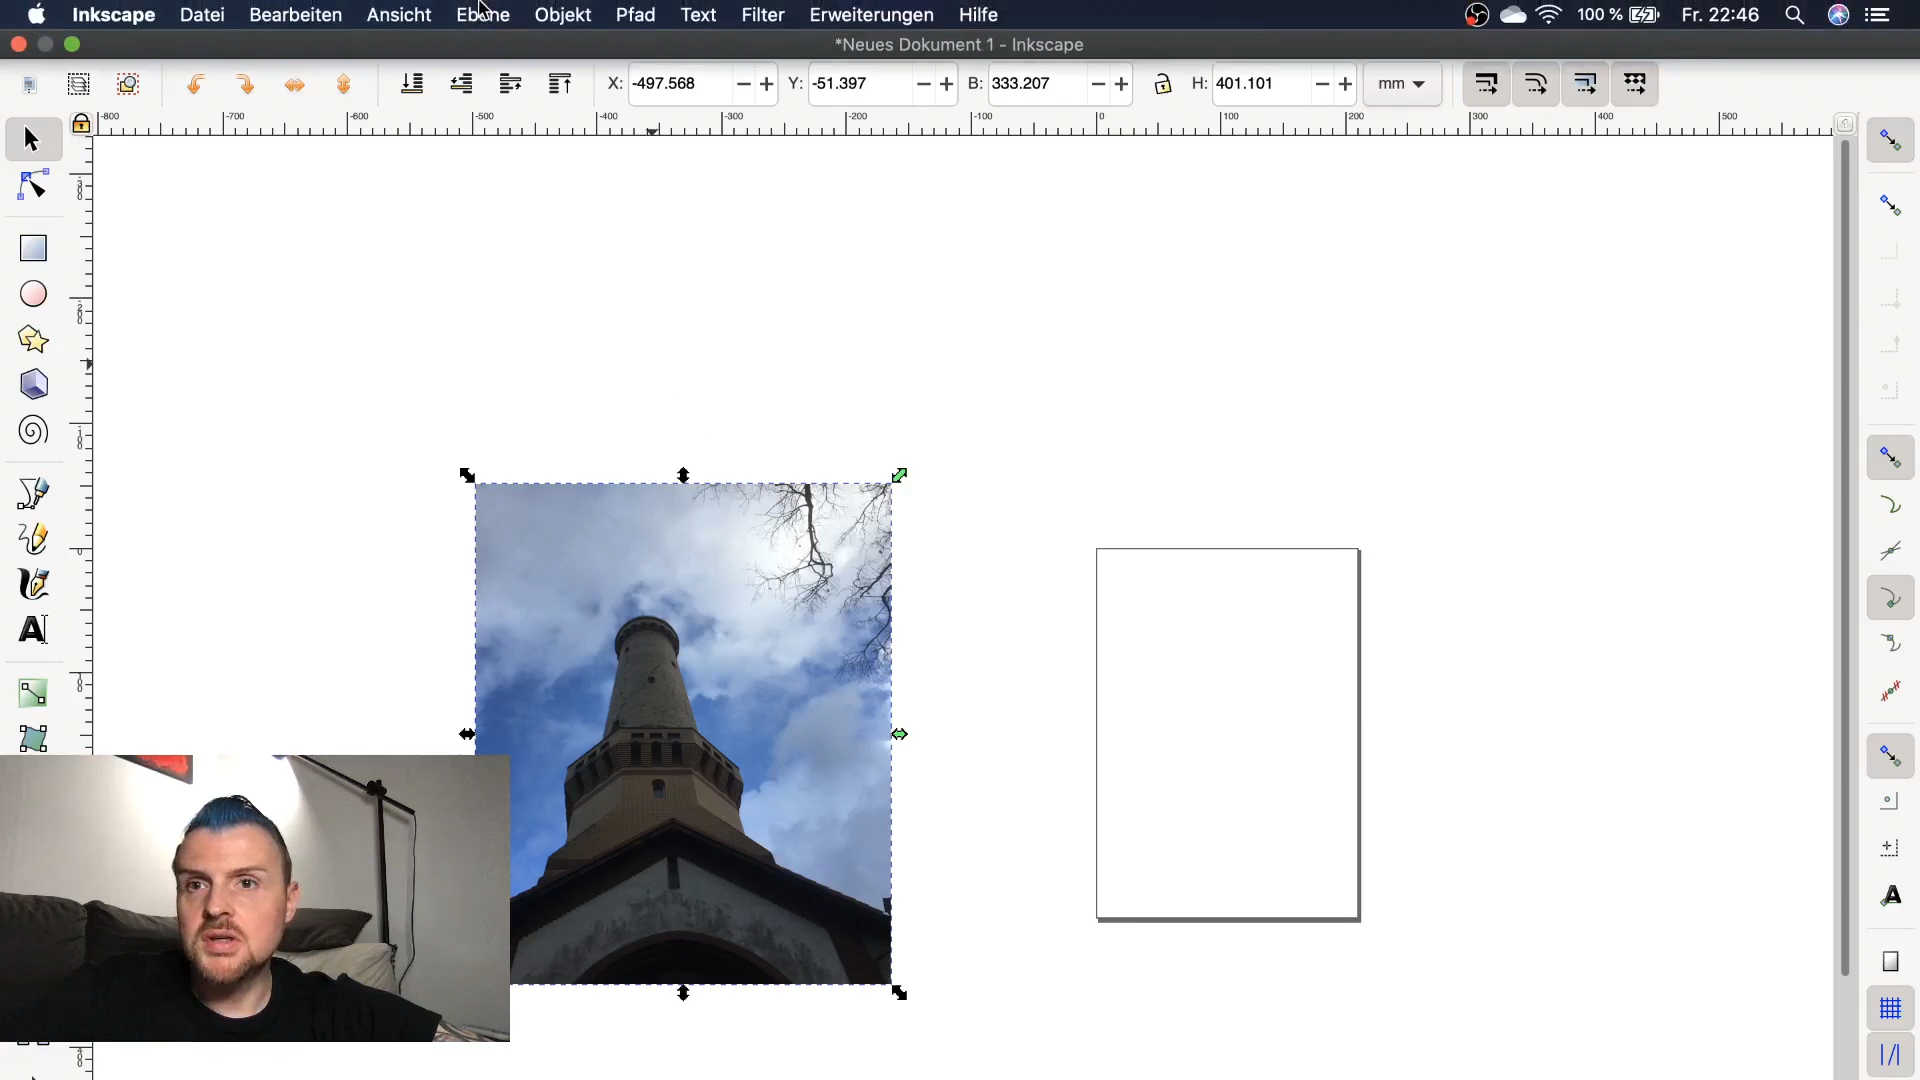 Inkscape Datei Bearbeiten Ansicht Ebene Objekt Pfad Text Filter Erweiterungen Hilfe 100 % Fr. 22:46
*Neues Dokument 1 - Inkscape
X: -497.568 Y: -51.397 B: 333.207 H: 401.101 mm
-800 -700 -600 -500 -400 -300 -200 -100 0 100 200 300 400 500